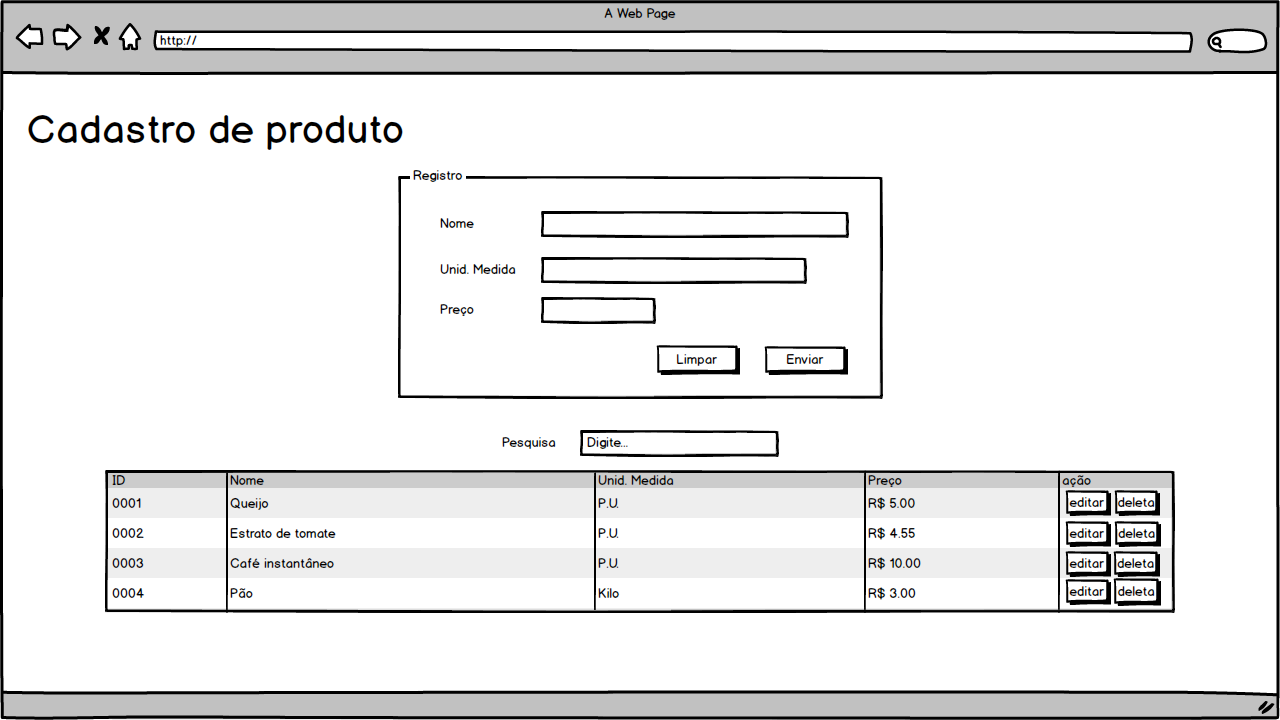 A Web Page
http://
Cadastro de produto
Registro
Nome
Unid. Medida
Preço
Limpar Enviar
Pesquisa Digite...
ID Nome Unid. Medida Preço ação
0001 Queijo P.U. R$ 5.00 editar deleta
0002 Estrato de tomate P.U. R$ 4.55 editar deleta
0003 Café instantâneo P.U. R$ 10.00 editar deleta
0004 Pão Kilo R$ 3.00 editar deleta